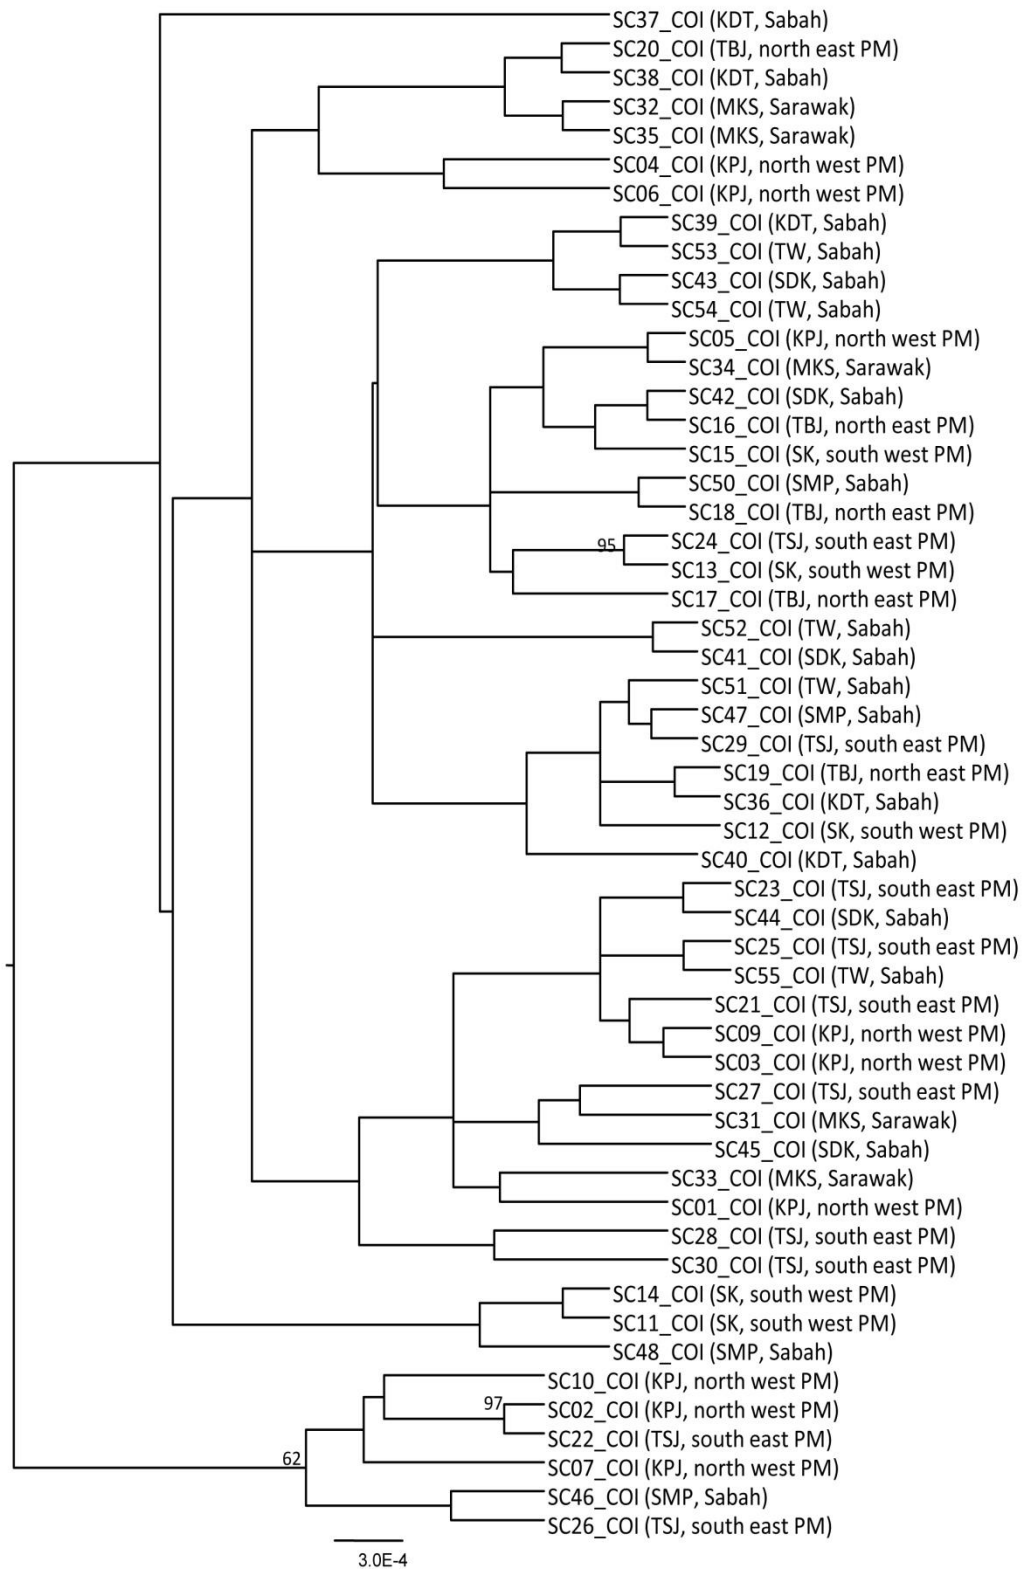 SC37_COI (KDT, Sabah)
SC20_COI (TBJ, north east PM)
SC38_COI (KDT, Sabah)
SC32_COI (MKS, Sarawak)
SC35_COI (MKS, Sarawak)
SC04_COI (KPJ, north west PM)
SC06_COI (KPJ, north west PM)
SC39_COI (KDT, Sabah)
SC53_COI (TW, Sabah)
SC43_COI (SDK, Sabah)
SC54_COI (TW, Sabah)
SC05_COI (KPJ, north west PM)
SC34_COI (MKS, Sarawak)
SC42_COI (SDK, Sabah)
SC16_COI (TBJ, north east PM)
SC15_COI (SK, south west PM)
SC50_COI (SMP, Sabah)
SC18_COI (TBJ, north east PM)
95 SC24_COI (TSJ, south east PM)
SC13_COI (SK, south west PM)
SC17_COI (TBJ, north east PM)
SC52_COI (TW, Sabah)
SC41_COI (SDK, Sabah)
SC51_COI (TW, Sabah)
SC47_COI (SMP, Sabah)
SC29_COI (TSJ, south east PM)
SC19_COI (TBJ, north east PM)
SC36_COI (KDT, Sabah)
SC12_COI (SK, south west PM)
SC40_COI (KDT, Sabah)
SC23_COI (TSJ, south east PM)
SC44_COI (SDK, Sabah)
SC25_COI (TSJ, south east PM)
SC55_COI (TW, Sabah)
SC21_COI (TSJ, south east PM)
SC09_COI (KPJ, north west PM)
SC03_COI (KPJ, north west PM)
SC27_COI (TSJ, south east PM)
SC31_COI (MKS, Sarawak)
SC45_COI (SDK, Sabah)
SC33_COI (MKS, Sarawak)
SC01_COI (KPJ, north west PM)
SC28_COI (TSJ, south east PM)
SC30_COI (TSJ, south east PM)
SC14_COI (SK, south west PM)
SC11_COI (SK, south west PM)
SC48_COI (SMP, Sabah)
SC10_COI (KPJ, north west PM)
97 SC02_COI (KPJ, north west PM)
SC22_COI (TSJ, south east PM)
62 SC07_COI (KPJ, north west PM)
SC46_COI (SMP, Sabah)
SC26_COI (TSJ, south east PM)
3.0E-4